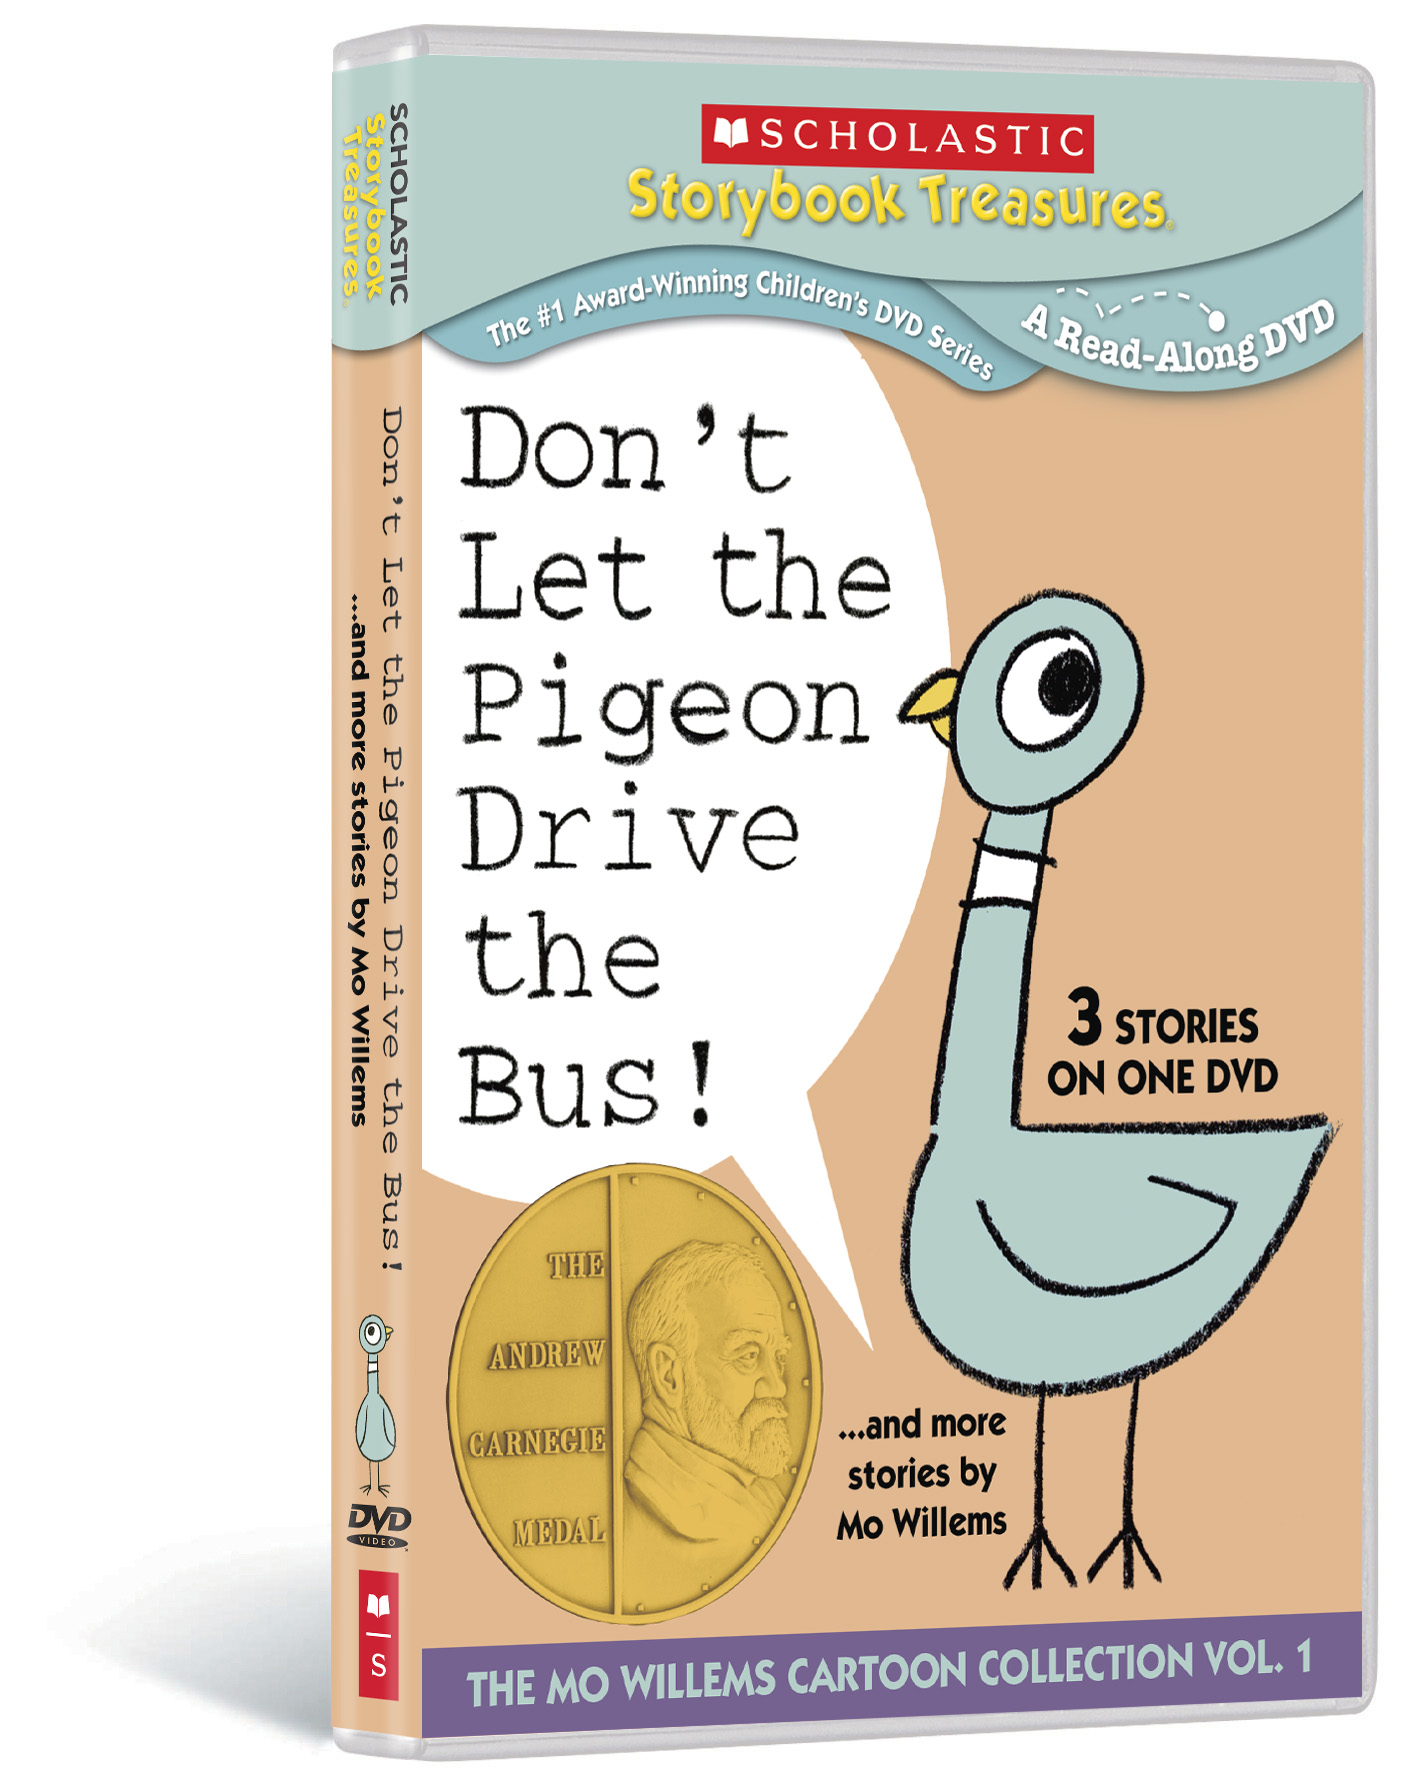 SCHOLASTIC
Storybook Treasures®
The #1 Award-Winning Children's DVD Series
A Read-Along DVD
Don't
Let the
Pigeon
Drive
the
Bus!
3 STORIES
ON ONE DVD
THE
ANDREW
CARNEGIE
MEDAL
...and more
stories by
Mo Willems
THE MO WILLEMS CARTOON COLLECTION VOL. 1
SCHOLASTIC
Storybook
Treasures®
Don't Let the Pigeon Drive the Bus!
...and more stories by Mo Willems
DVD
VIDEO
S